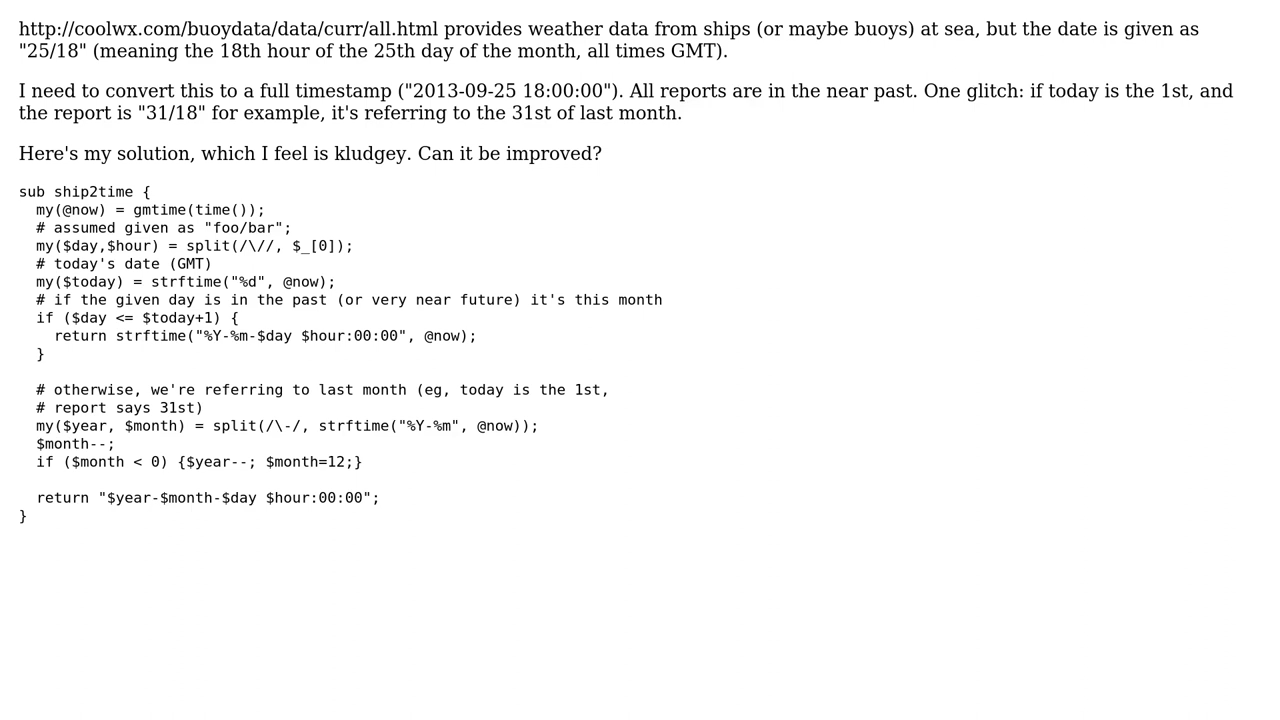 http://coolwx.com/buoydata/data/curr/all.html provides weather data from ships (or maybe buoys) at sea, but the date is given as
"25/18" (meaning the 18th hour of the 25th day of the month, all times GMT).
I need to convert this to a full timestamp ("2013-09-25 18:00:00"). All reports are in the near past. One glitch: if today is the 1st, and
the report is "31/18" for example, it's referring to the 31st of last month.
Here's my solution, which I feel is kludgey. Can it be improved?
sub ship2time {
  my(@now) = gmtime(time());
  # assumed given as "foo/bar";
  my($day,$hour) = split(/\//, $_[0]);
  # today's date (GMT)
  my($today) = strftime("%d", @now);
  # if the given day is in the past (or very near future) it's this month
  if ($day <= $today+1) {
    return strftime("%Y-%m-$day $hour:00:00", @now);
  }
  # otherwise, we're referring to last month (eg, today is the 1st,
  # report says 31st)
  my($year, $month) = split(/\-/, strftime("%Y-%m", @now));
  $month--;
  if ($month < 0) {$year--; $month=12;}
  return "$year-$month-$day $hour:00:00";
}